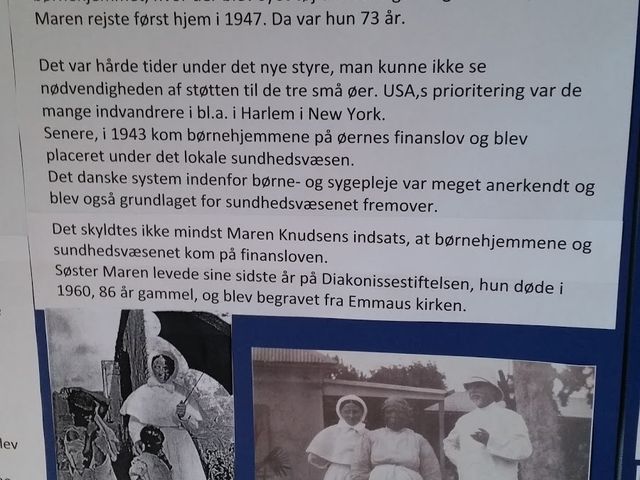 Maren rejste først hjem i 1947. Da var hun 73 år.
Det var hårde tider under det nye styre, man kunne ikke se
nødvendigheden af støtten til de tre små øer. USA,s prioritering var de
mange indvandrere i bl.a. i Harlem i New York.
Senere, i 1943 kom børnehjemmene på øernes finanslov og blev
placeret under det lokale sundhedsvæsen.
Det danske system indenfor børne- og sygepleje var meget anerkendt og
blev også grundlaget for sundhedsvæsenet fremover.
Det skyldtes ikke mindst Maren Knudsens indsats, at børnehjemmene og
sundhedsvæsenet kom på finansloven.
Søster Maren levede sine sidste år på Diakonissestiftelsen, hun døde i
1960, 86 år gammel, og blev begravet fra Emmaus kirken.